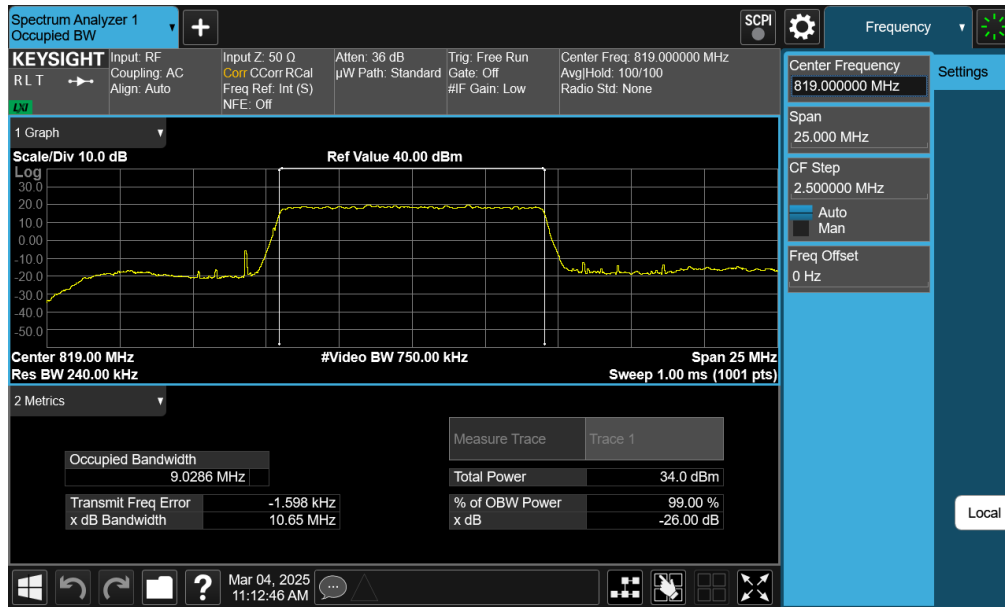 Spectrum Analyzer 1
Occupied BW
+
SCPI
Frequency
KEYSIGHT
RLT
LXI
Input: RF
Coupling: AC
Align: Auto
Input Z: 50 Ω
Corr CCorr RCal
Freq Ref: Int (S)
NFE: Off
Atten: 36 dB
µW Path: Standard
Trig: Free Run
Gate: Off
#IF Gain: Low
Center Freq: 819.000000 MHz
Avg|Hold: 100/100
Radio Std: None
Center Frequency
819.000000 MHz
Settings
Span
25.000 MHz
CF Step
2.500000 MHz
Auto
Man
Freq Offset
0 Hz
Local
1 Graph
Scale/Div 10.0 dB
Ref Value 40.00 dBm
Log
30.0
20.0
10.0
0.00
-10.0
-20.0
-30.0
-40.0
-50.0
Center 819.00 MHz
#Video BW 750.00 kHz
Span 25 MHz
Res BW 240.00 kHz
Sweep 1.00 ms (1001 pts)
2 Metrics
Measure Trace
Trace 1
Occupied Bandwidth
9.0286 MHz
Total Power
34.0 dBm
Transmit Freq Error
-1.598 kHz
% of OBW Power
99.00 %
x dB Bandwidth
10.65 MHz
x dB
-26.00 dB
?
Mar 04, 2025
11:12:46 AM